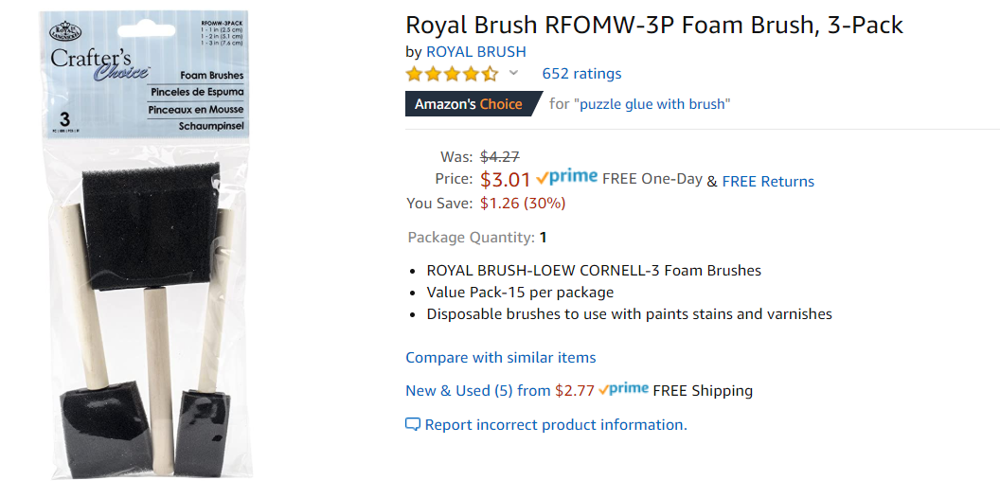 ROYAL
LANGNICKEL
RFOMW-3PACK
1 - 1 in (2.5 cm)
1 - 2 in (5.1 cm)
1 - 3 in (7.6 cm)
Crafter's
Choice
Foam Brushes
Pinceles de Espuma
Pinceaux en Mousse
Schaumpinsel
3
Royal Brush RFOMW-3P Foam Brush, 3-Pack
by ROYAL BRUSH
652 ratings
Amazon's Choice for "puzzle glue with brush"
Was: $4.27
Price: $3.01 prime FREE One-Day & FREE Returns
You Save: $1.26 (30%)
Package Quantity: 1
• ROYAL BRUSH-LOEW CORNELL-3 Foam Brushes
• Value Pack-15 per package
• Disposable brushes to use with paints stains and varnishes
Compare with similar items
New & Used (5) from $2.77 prime FREE Shipping
Report incorrect product information.